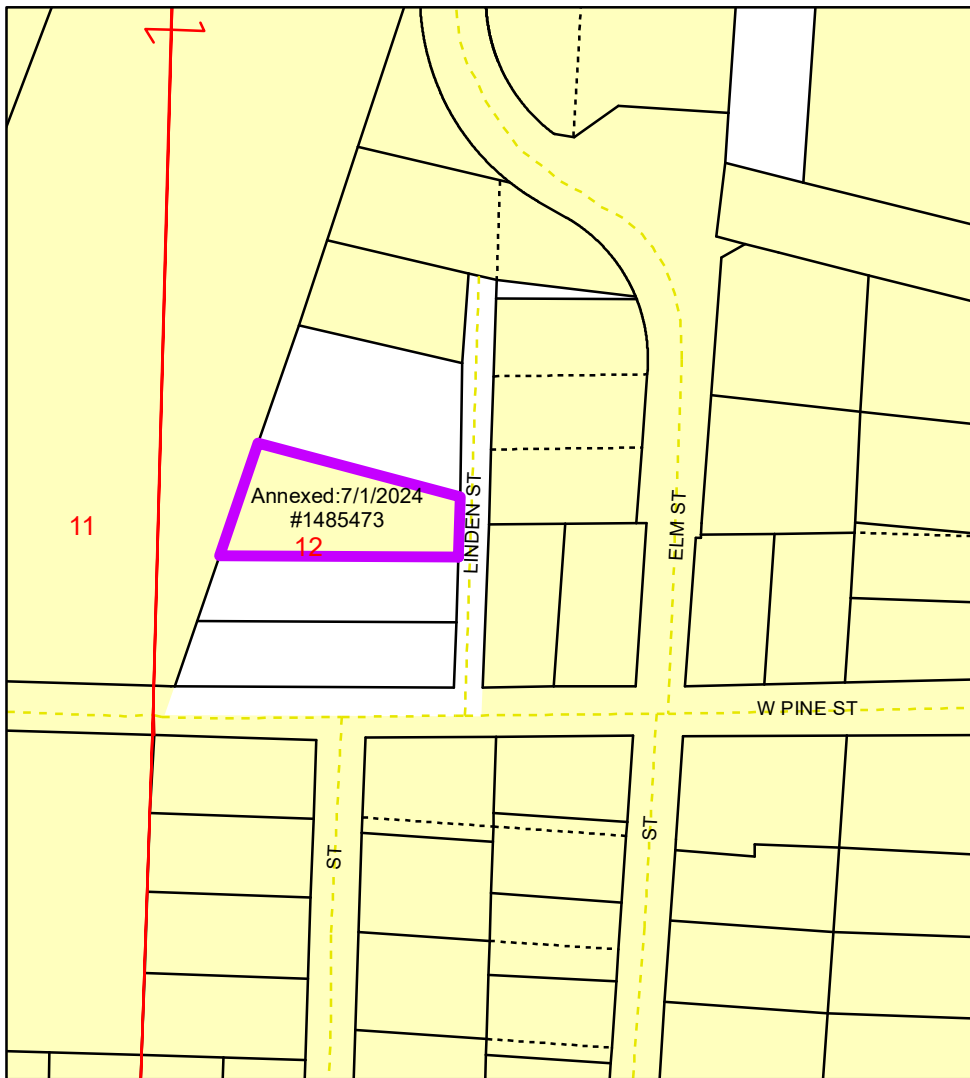 Annexed:7/1/2024
#1485473
11
12
LINDEN ST
ELM ST
W PINE ST
ST
ST